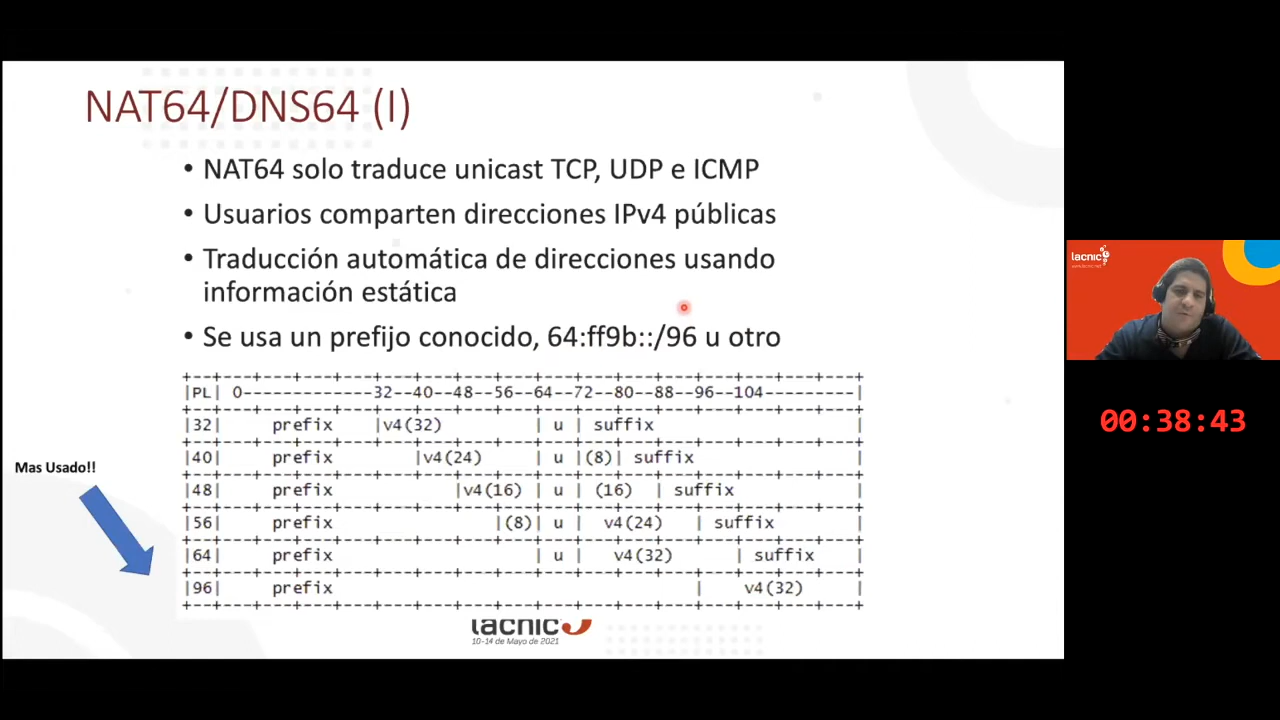 NAT64/DNS64 (I)
• NAT64 solo traduce unicast TCP, UDP e ICMP
• Usuarios comparten direcciones IPv4 públicas
• Traducción automática de direcciones usando
información estática
• Se usa un prefijo conocido, 64:ff9b::/96 u otro
+--+---+---+---+---+---+---+---+---+---+---+---+---+---+---+---+---+
|PL| 0-------------32--40--48--56--64--72--80--88--96--104---------|
+--+---+---+---+---+---+---+---+---+---+---+---+---+---+---+---+---+
|32| prefix |v4(32) | u | suffix |
+--+---+---+---+---+---+---+---+---+---+---+---+---+---+---+---+---+
|40| prefix |v4(24) | u |(8)| suffix |
+--+---+---+---+---+---+---+---+---+---+---+---+---+---+---+---+---+
|48| prefix |v4(16) | u | (16) | suffix |
+--+---+---+---+---+---+---+---+---+---+---+---+---+---+---+---+---+
|56| prefix |(8)| u | v4(24) | suffix |
+--+---+---+---+---+---+---+---+---+---+---+---+---+---+---+---+---+
|64| prefix | u | v4(32) | suffix |
+--+---+---+---+---+---+---+---+---+---+---+---+---+---+---+---+---+
|96| prefix | v4(32) |
+--+---+---+---+---+---+---+---+---+---+---+---+---+---+---+---+---+
Mas Usado!!
lacnic
10-14 de Mayo de 2021
lacnic
00:38:43